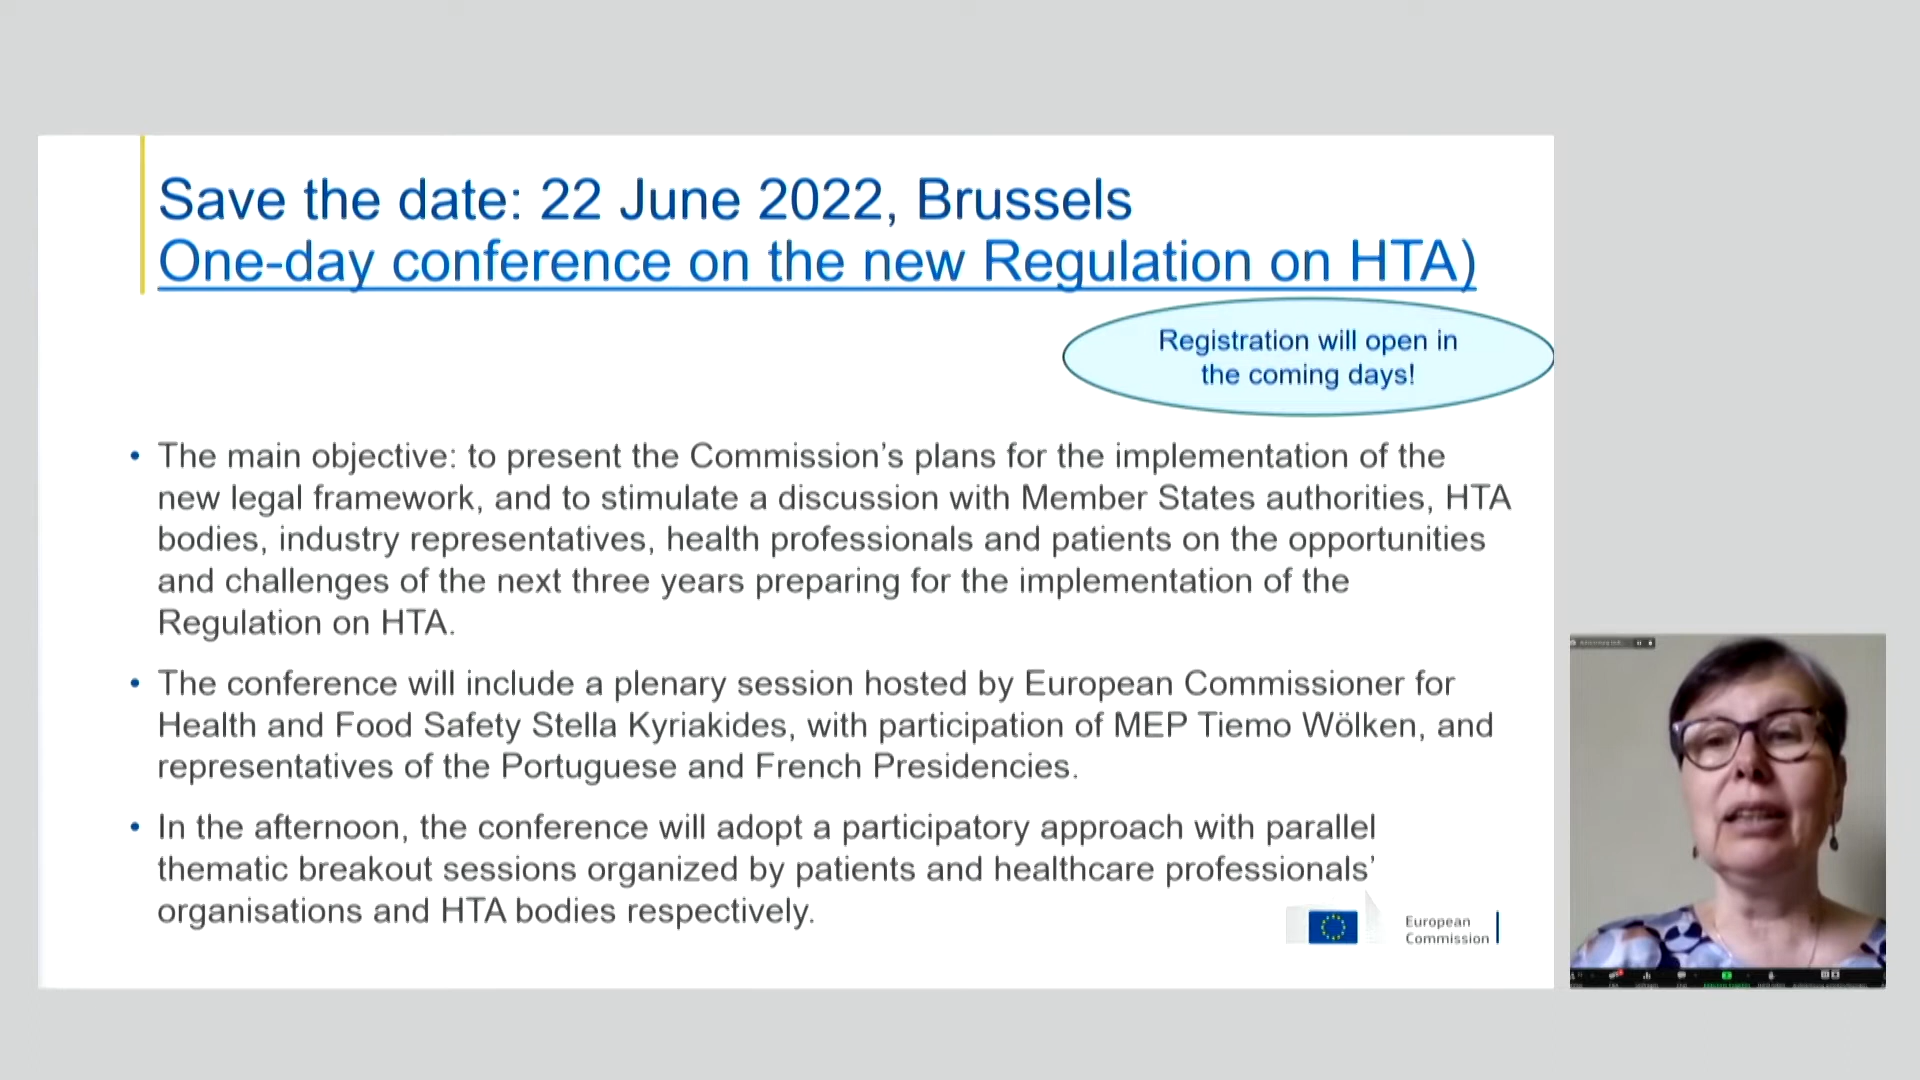 Save the date: 22 June 2022, Brussels
One-day conference on the new Regulation on HTA)
Registration will open in
the coming days!
• The main objective: to present the Commission’s plans for the implementation of the
new legal framework, and to stimulate a discussion with Member States authorities, HTA
bodies, industry representatives, health professionals and patients on the opportunities
and challenges of the next three years preparing for the implementation of the
Regulation on HTA.
• The conference will include a plenary session hosted by European Commissioner for
Health and Food Safety Stella Kyriakides, with participation of MEP Tiemo Wölken, and
representatives of the Portuguese and French Presidencies.
• In the afternoon, the conference will adopt a participatory approach with parallel
thematic breakout sessions organized by patients and healthcare professionals’
organisations and HTA bodies respectively.
European
Commission